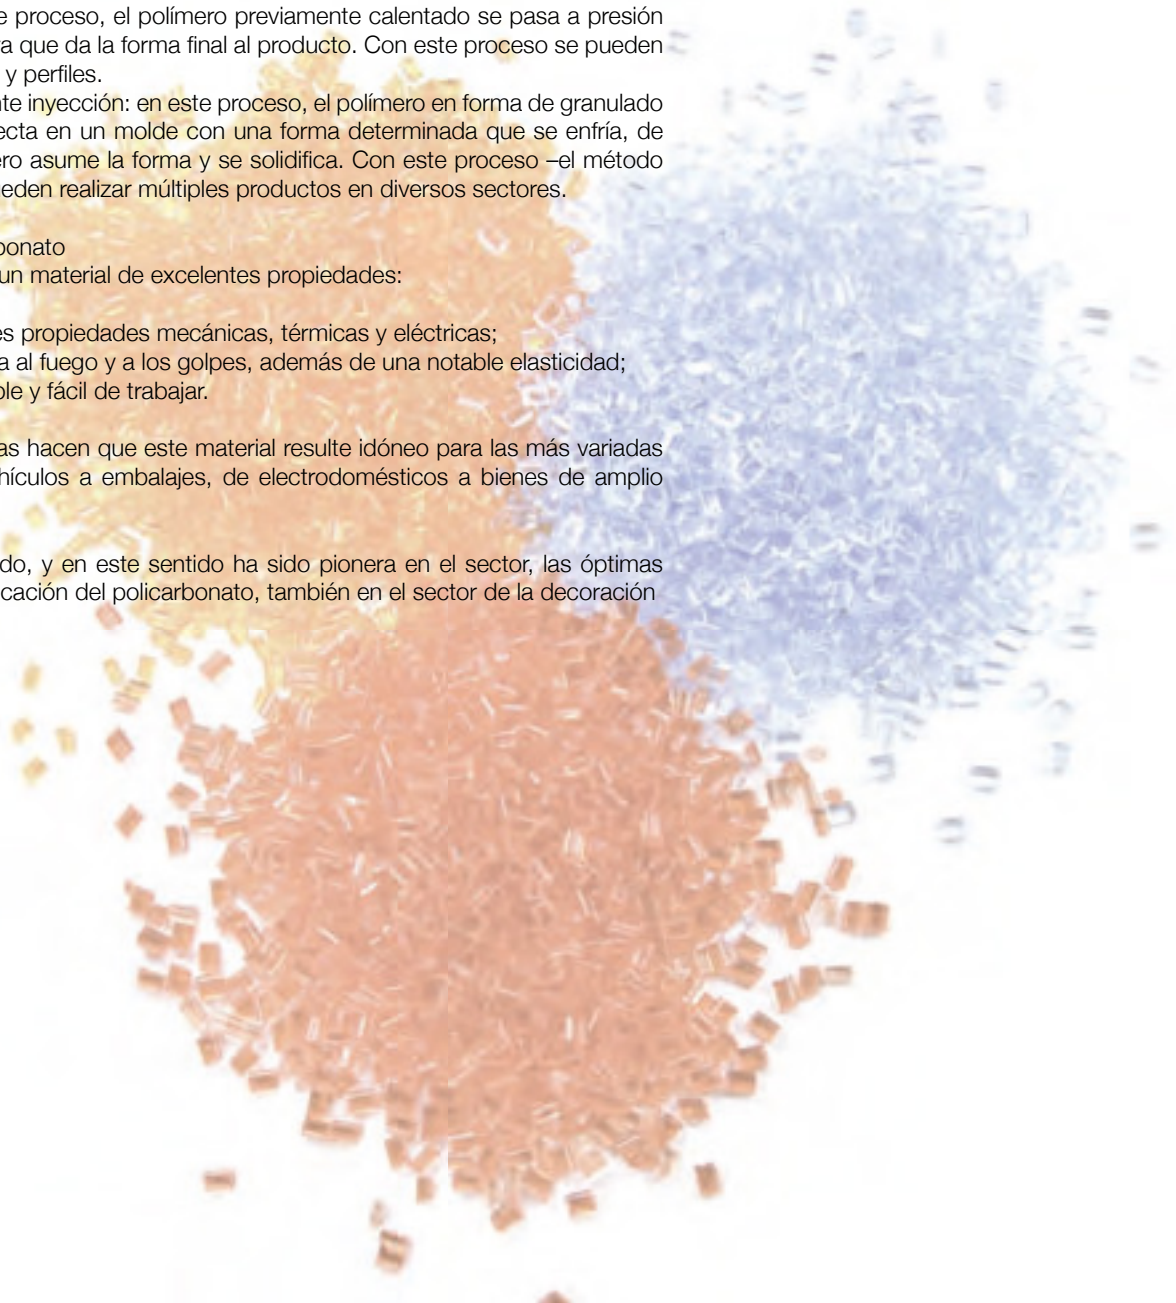 e proceso, el polímero previamente calentado se pasa a presión
a que da la forma final al producto. Con este proceso se pueden
y perfiles.
te inyección: en este proceso, el polímero en forma de granulado
ecta en un molde con una forma determinada que se enfría, de
ero asume la forma y se solidifica. Con este proceso –el método
ueden realizar múltiples productos en diversos sectores.
bonato
un material de excelentes propiedades:
es propiedades mecánicas, térmicas y eléctricas;
a al fuego y a los golpes, además de una notable elasticidad;
ble y fácil de trabajar.
as hacen que este material resulte idóneo para las más variadas
hículos a embalajes, de electrodomésticos a bienes de amplio
do, y en este sentido ha sido pionera en el sector, las óptimas
cación del policarbonato, también en el sector de la decoración